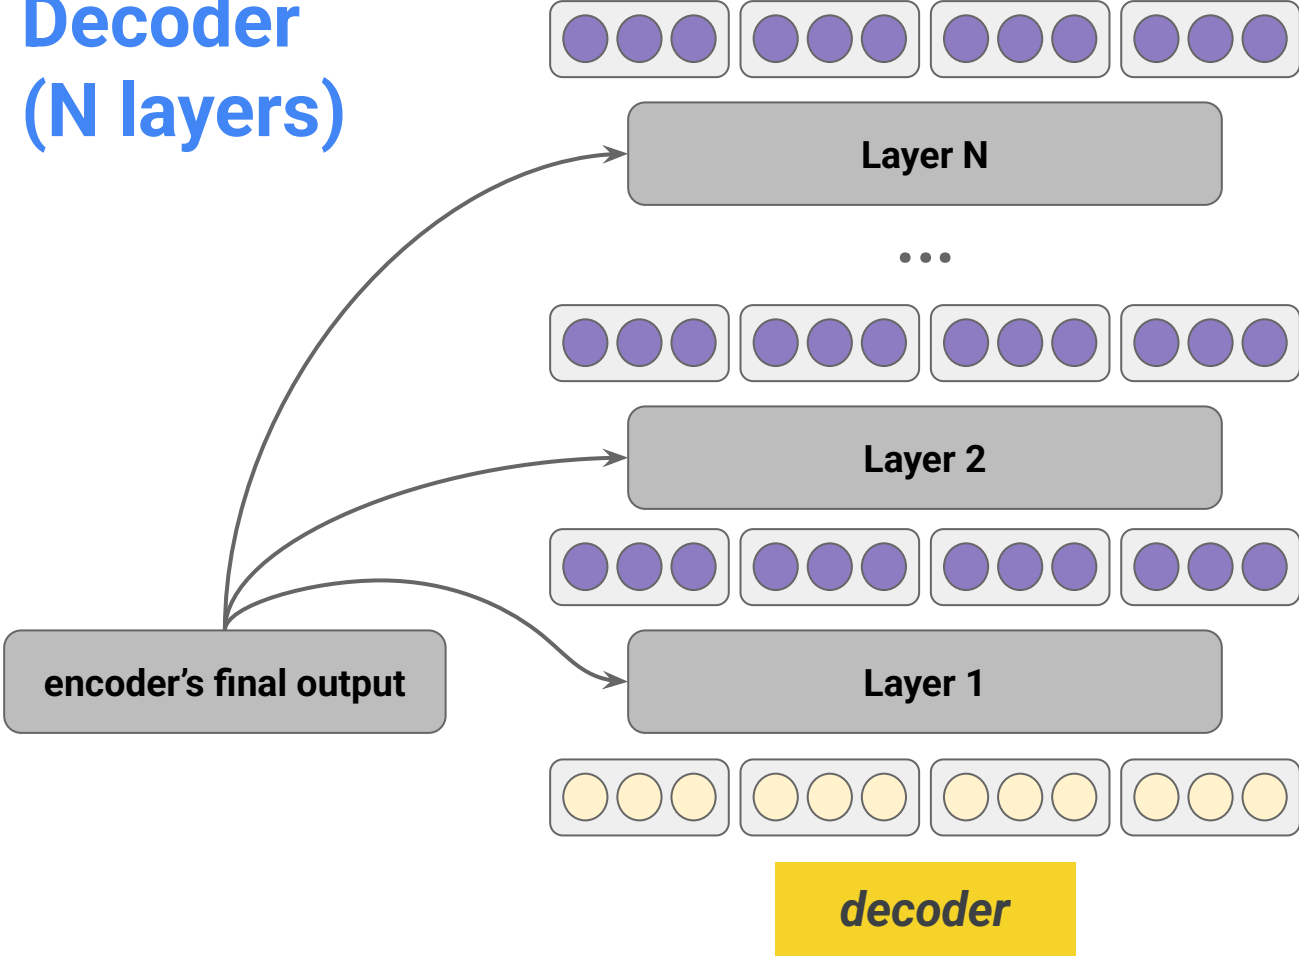 Decoder
(N layers)
Layer N
...
Layer 2
encoder's final output
Layer 1
decoder